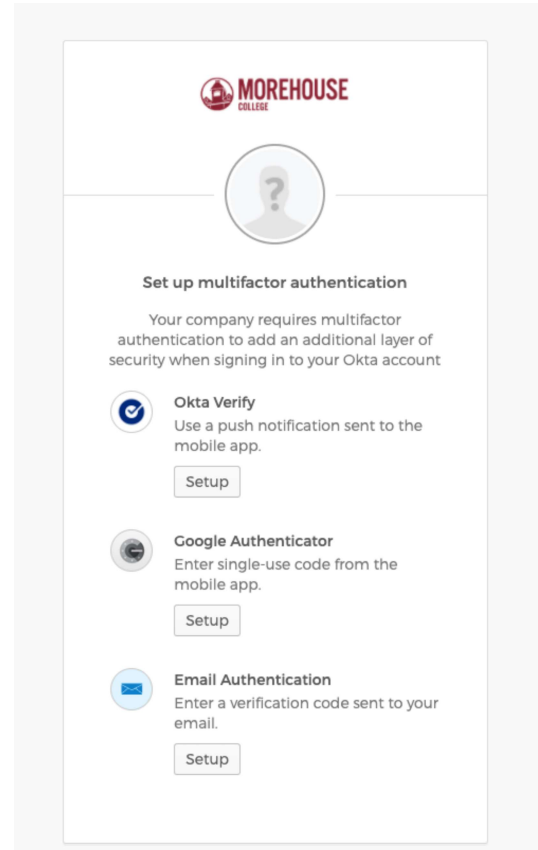 MOREHOUSE
COLLEGE
?
Set up multifactor authentication
Your company requires multifactor
authentication to add an additional layer of
security when signing in to your Okta account
Okta Verify
Use a push notification sent to the
mobile app.
Setup
Google Authenticator
Enter single-use code from the
mobile app.
Setup
Email Authentication
Enter a verification code sent to your
email.
Setup